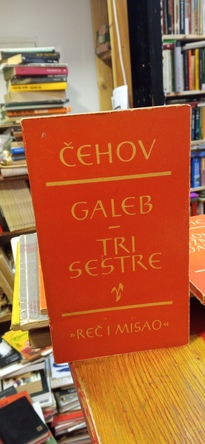 ČEHOV
GALEB
—
TRI
SESTRE
»REČ I MISAO«